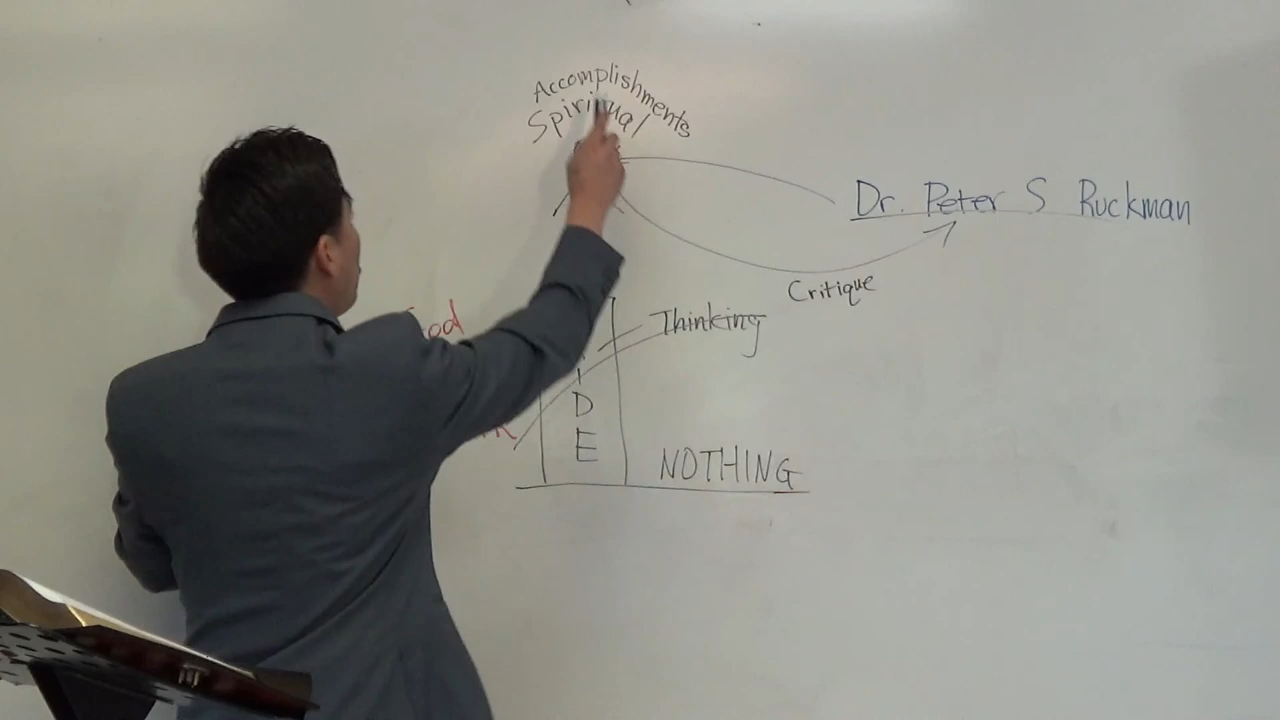 Accomplishments
Spiritual
Dr. Peter S Ruckman
Critique
Thinking
I
D
E
NOTHING